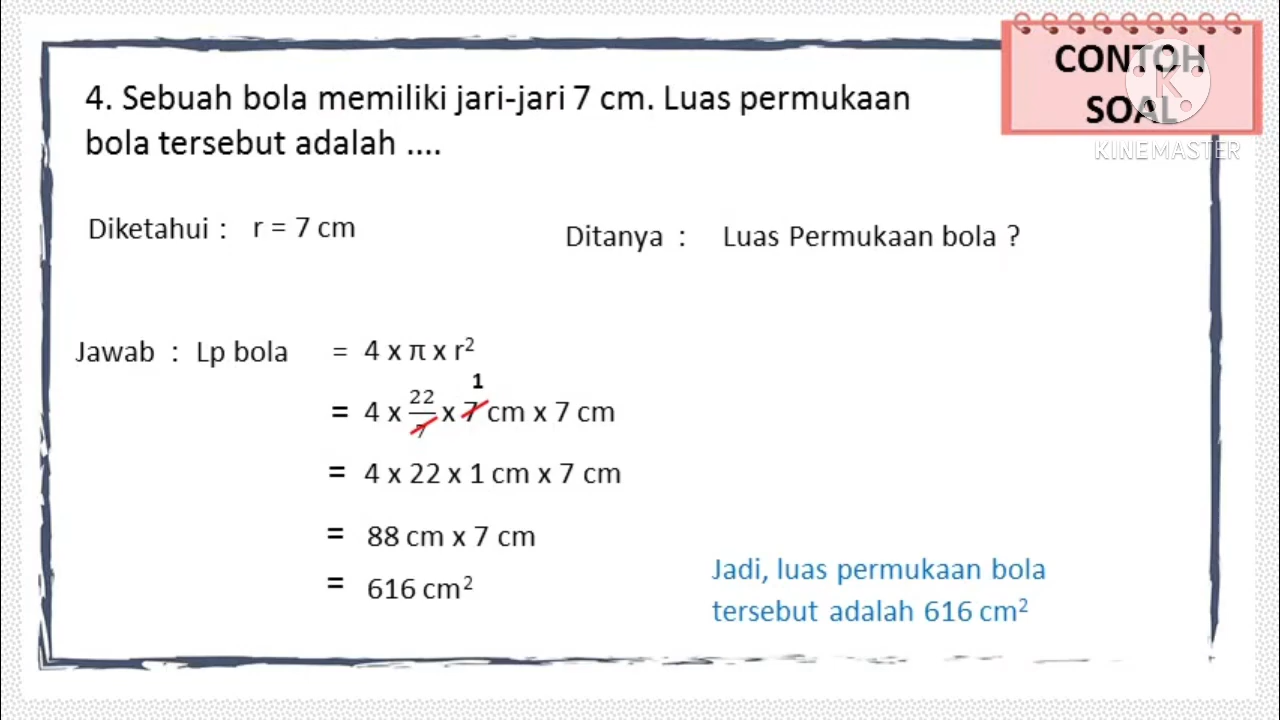 CONTOH
SOAL
KINEMASTER
4. Sebuah bola memiliki jari-jari 7 cm. Luas permukaan
bola tersebut adalah ....
Diketahui : r = 7 cm
Ditanya : Luas Permukaan bola ?
Jawab : Lp bola = 4 x π x r²
1
= 4 x 22/7 x 7 cm x 7 cm
= 4 x 22 x 1 cm x 7 cm
= 88 cm x 7 cm
= 616 cm²
Jadi, luas permukaan bola
tersebut adalah 616 cm²